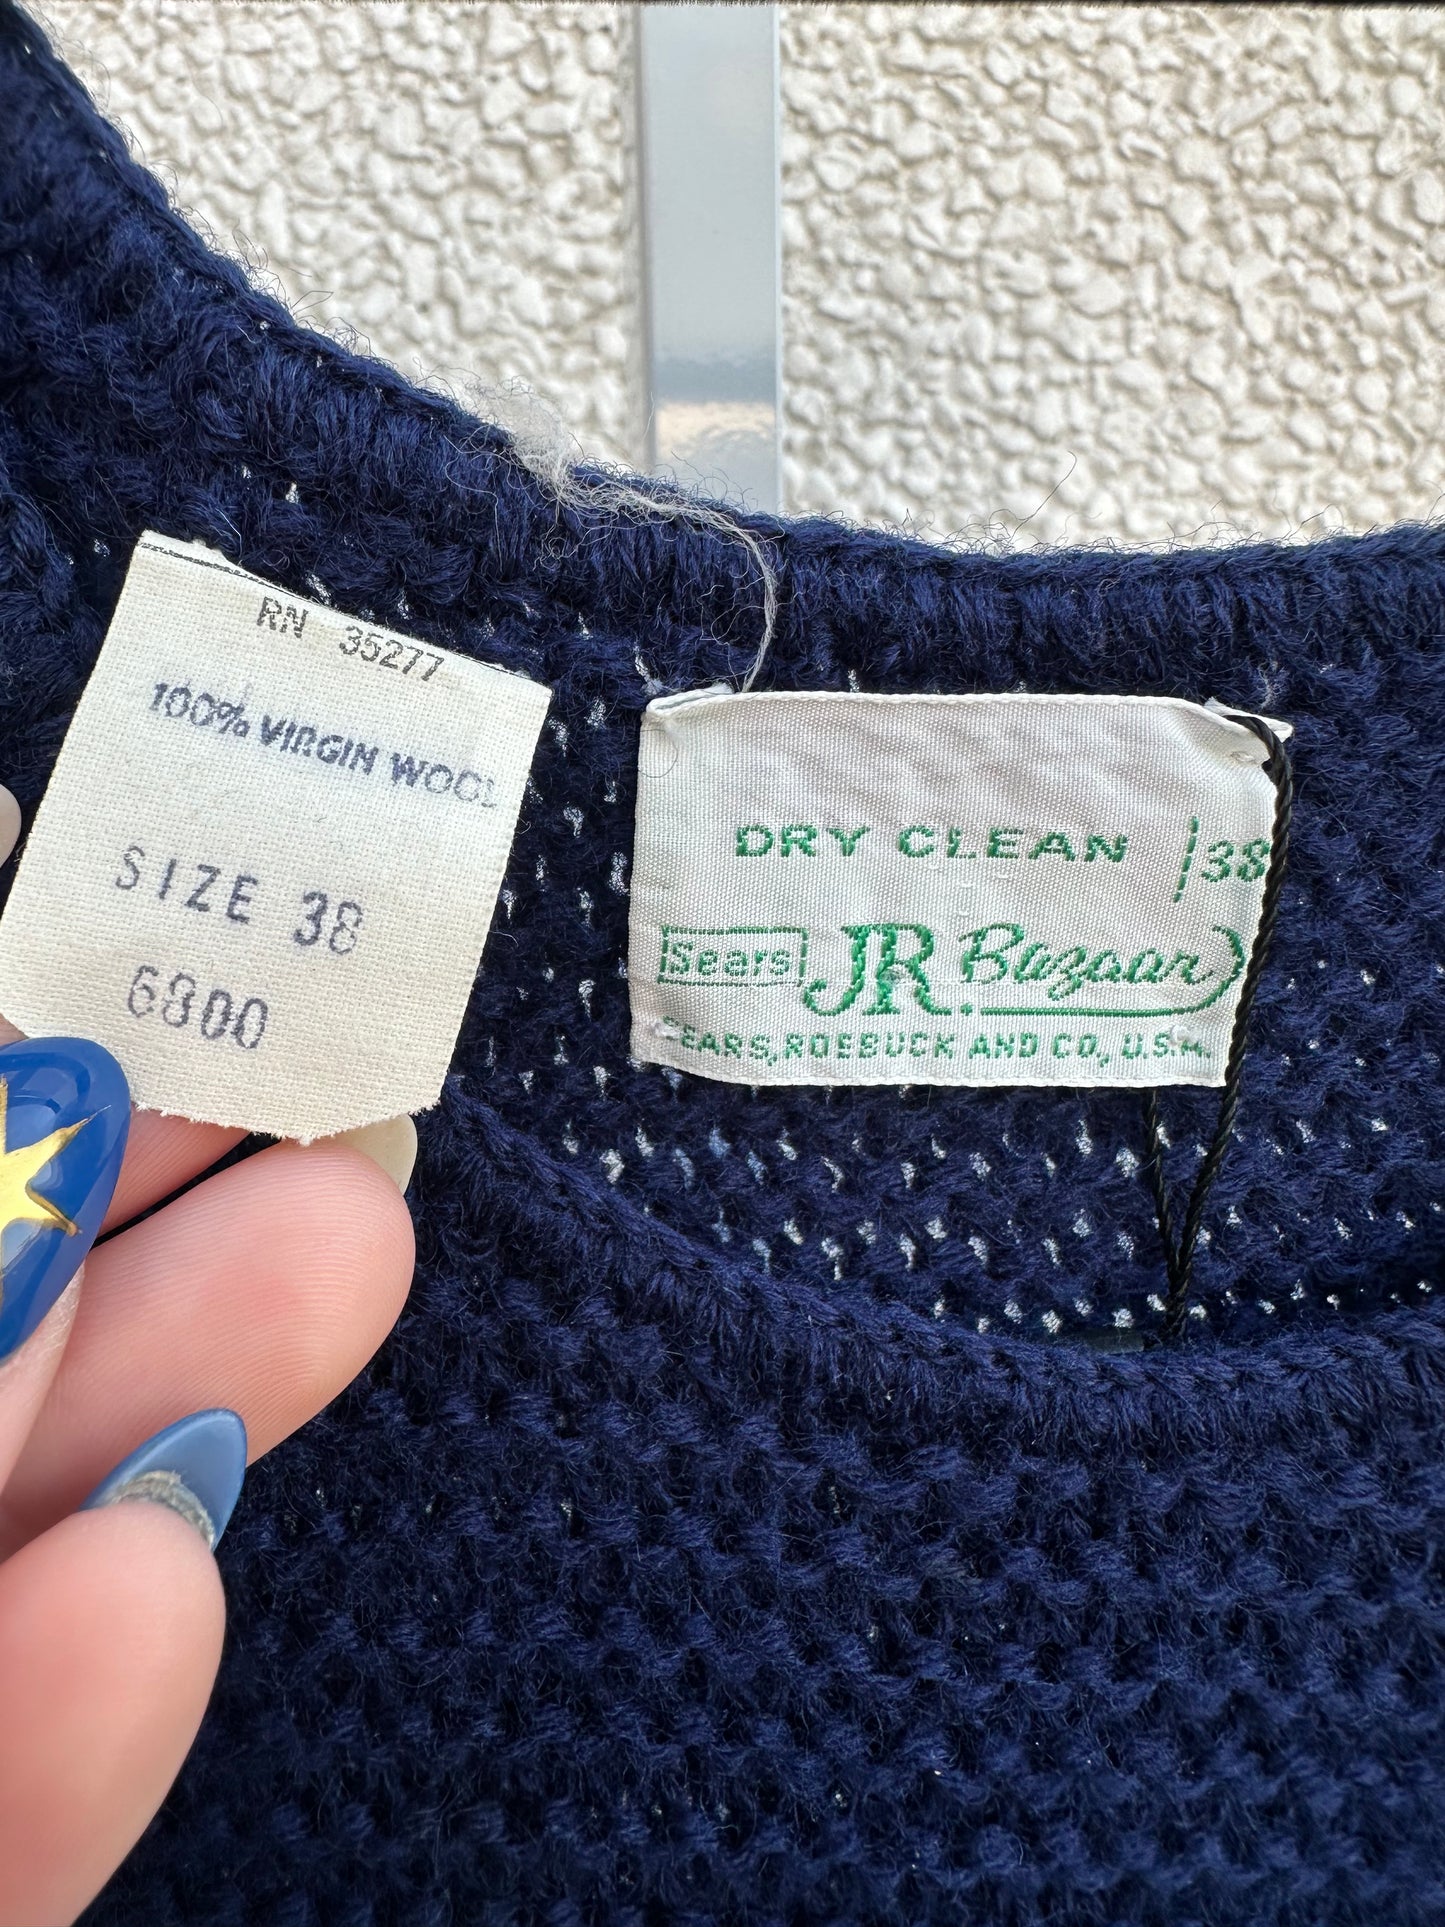 RN 35277
100% VIRGIN WOOL
SIZE 38
6800
DRY CLEAN | 38
Sears JR. Bazaar
SEARS, ROEBUCK AND CO., U.S.A.